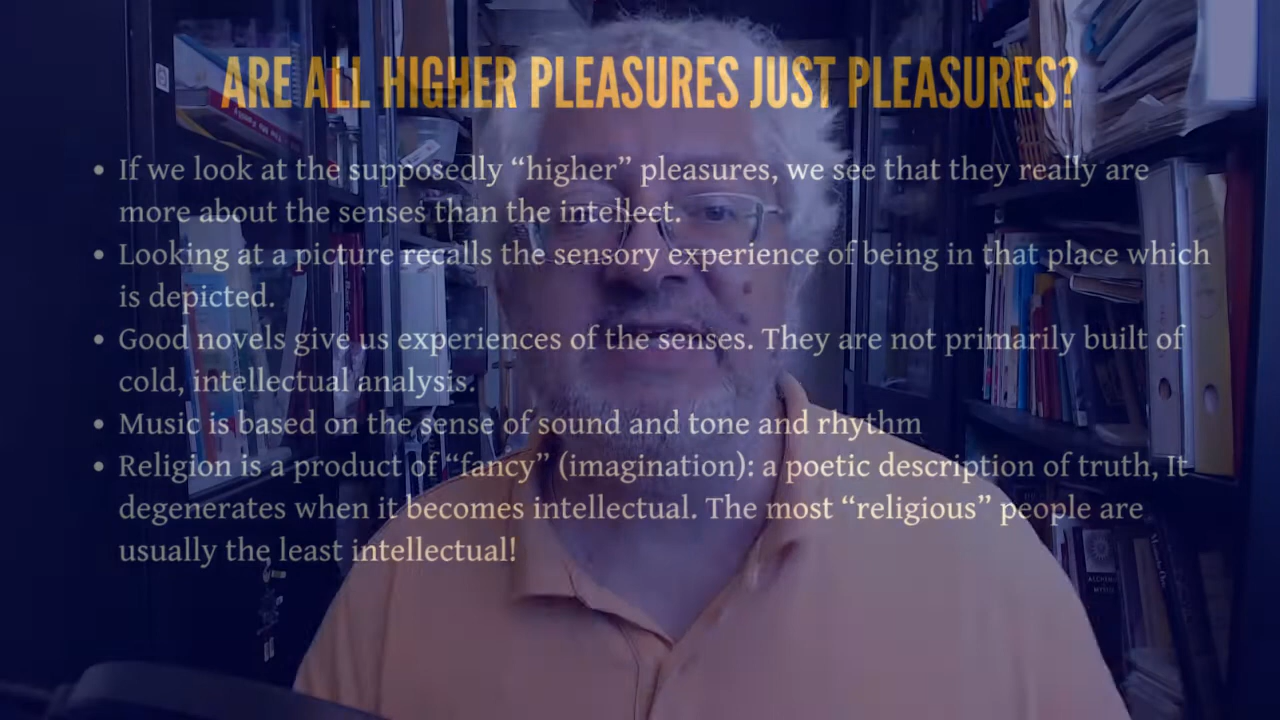 ARE ALL HIGHER PLEASURES JUST PLEASURES?
• If we look at the supposedly “higher” pleasures, we see that they really are
more about the senses than the intellect.
• Looking at a picture recalls the sensory experience of being in that place which
is depicted.
• Good novels give us experiences of the senses. They are not primarily built of
cold, intellectual analysis.
• Music is based on the sense of sound and tone and rhythm
• Religion is a product of “fancy” (imagination): a poetic description of truth, It
degenerates when it becomes intellectual. The most “religious” people are
usually the least intellectual!